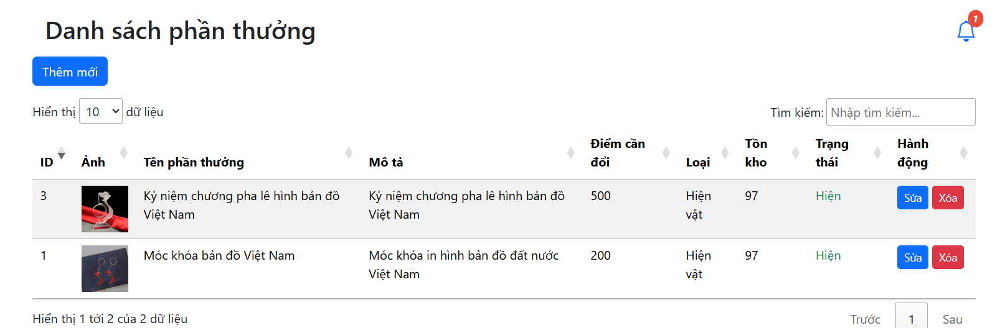 Danh sách phần thưởng
1
Thêm mới
Hiển thị 10 dữ liệu
Tìm kiếm: Nhập tìm kiếm...
ID Ảnh Tên phần thưởng Mô tả Điểm cần đổi Loại Tồn kho Trạng thái Hành động
3 Kỷ niệm chương pha lê hình bản đồ Việt Nam Kỷ niệm chương pha lê hình bản đồ Việt Nam 500 Hiện vật 97 Hiện Sửa Xóa
1 Móc khóa bản đồ Việt Nam Móc khóa in hình bản đồ đất nước Việt Nam 200 Hiện vật 97 Hiện Sửa Xóa
Hiển thị 1 tới 2 của 2 dữ liệu
Trước 1 Sau